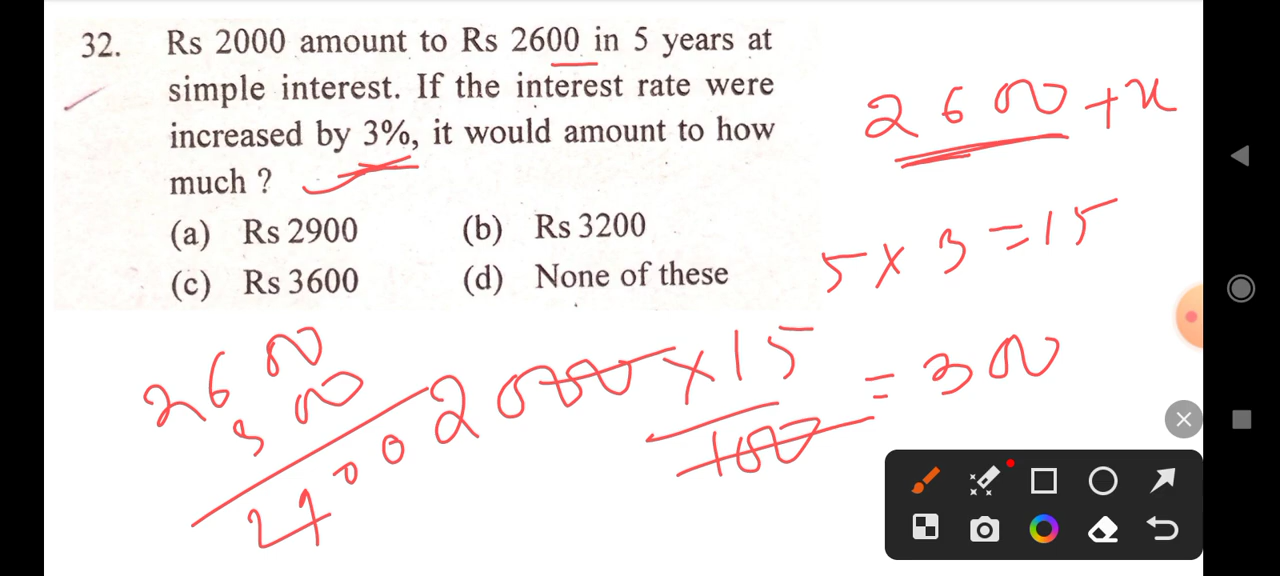 32. Rs 2000 amount to Rs 2600 in 5 years at
simple interest. If the interest rate were
increased by 3%, it would amount to how
much ?
(a) Rs 2900 (b) Rs 3200
(c) Rs 3600 (d) None of these
2600 + x
5 × 3 = 15
2000 × 15
100
= 300
2600
300
2900